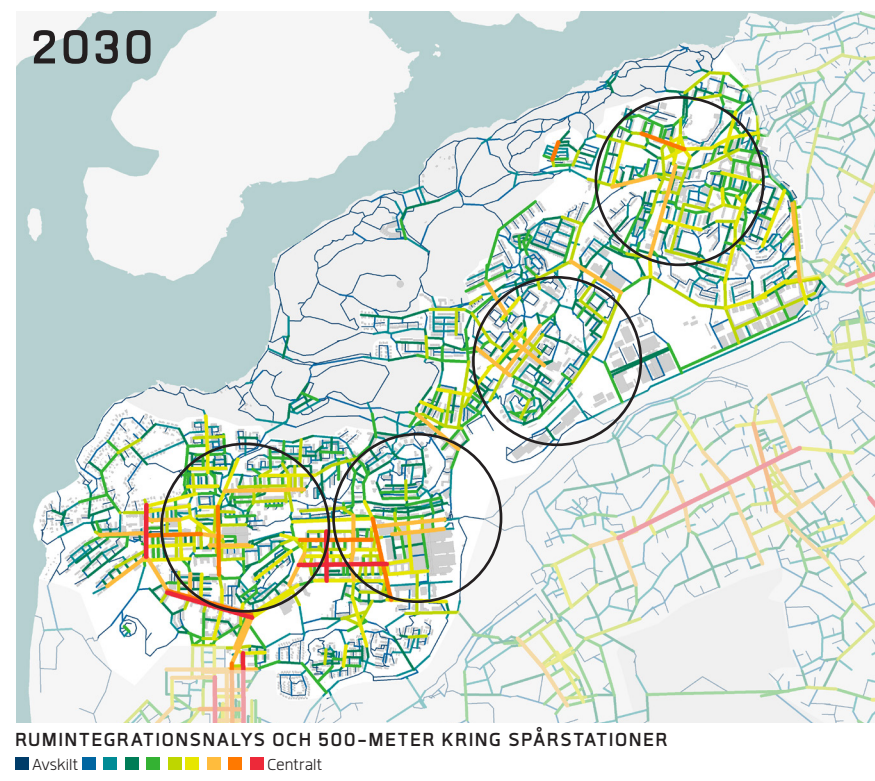 2030
RUMINTEGRATIONSNALYS OCH 500-METER KRING SPÅRSTATIONER
Avskilt Centralt